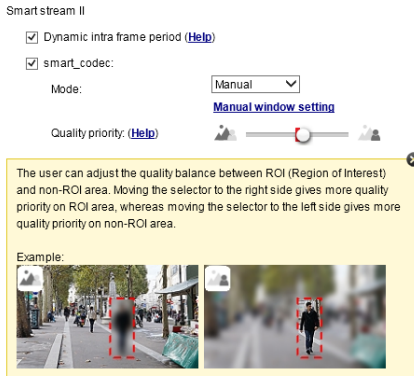 Smart stream II
Dynamic intra frame period (Help)
smart_codec:
Mode: Manual
Manual window setting
Quality priority: (Help)
The user can adjust the quality balance between ROI (Region of Interest)
and non-ROI area. Moving the selector to the right side gives more quality
priority on ROI area, whereas moving the selector to the left side gives more
quality priority on non-ROI area.
Example: